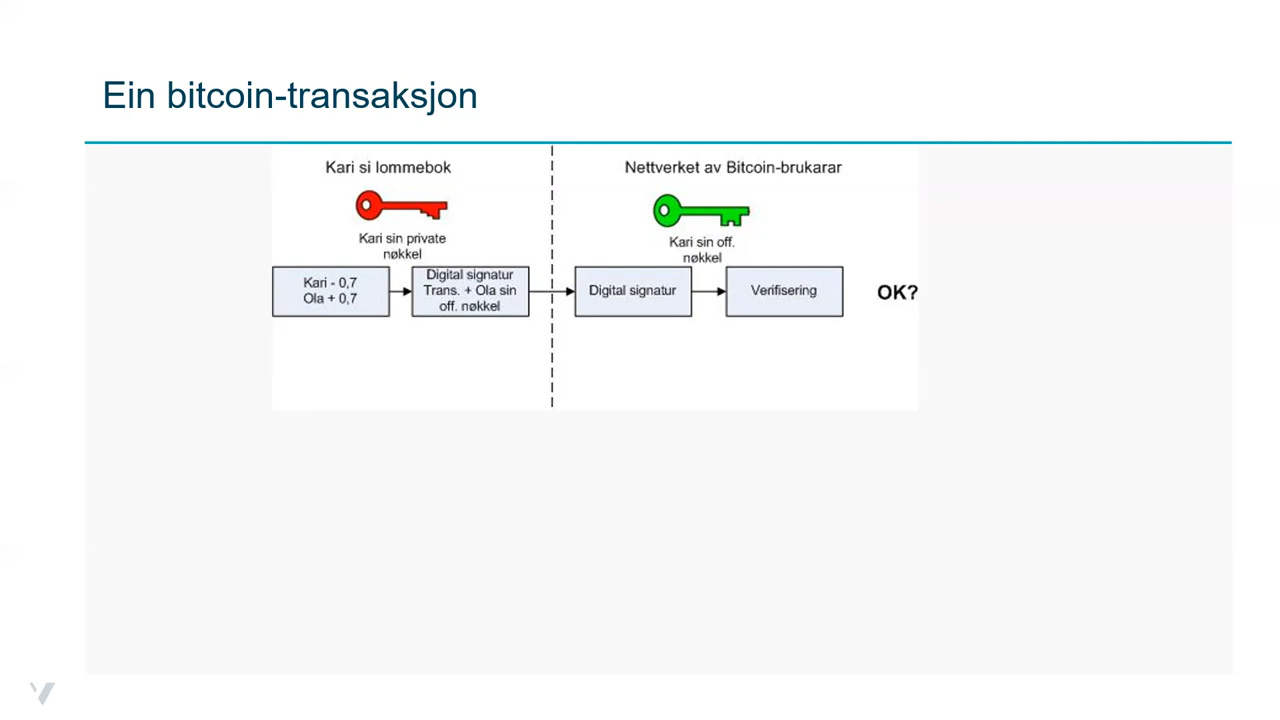 Ein bitcoin-transaksjon
Kari si lommebok
Kari sin private
nøkkel
Kari - 0,7
Ola + 0,7
Digital signatur
Trans. + Ola sin
off. nøkkel
Nettverket av Bitcoin-brukarar
Kari sin off.
nøkkel
Digital signatur
Verifisering
OK?